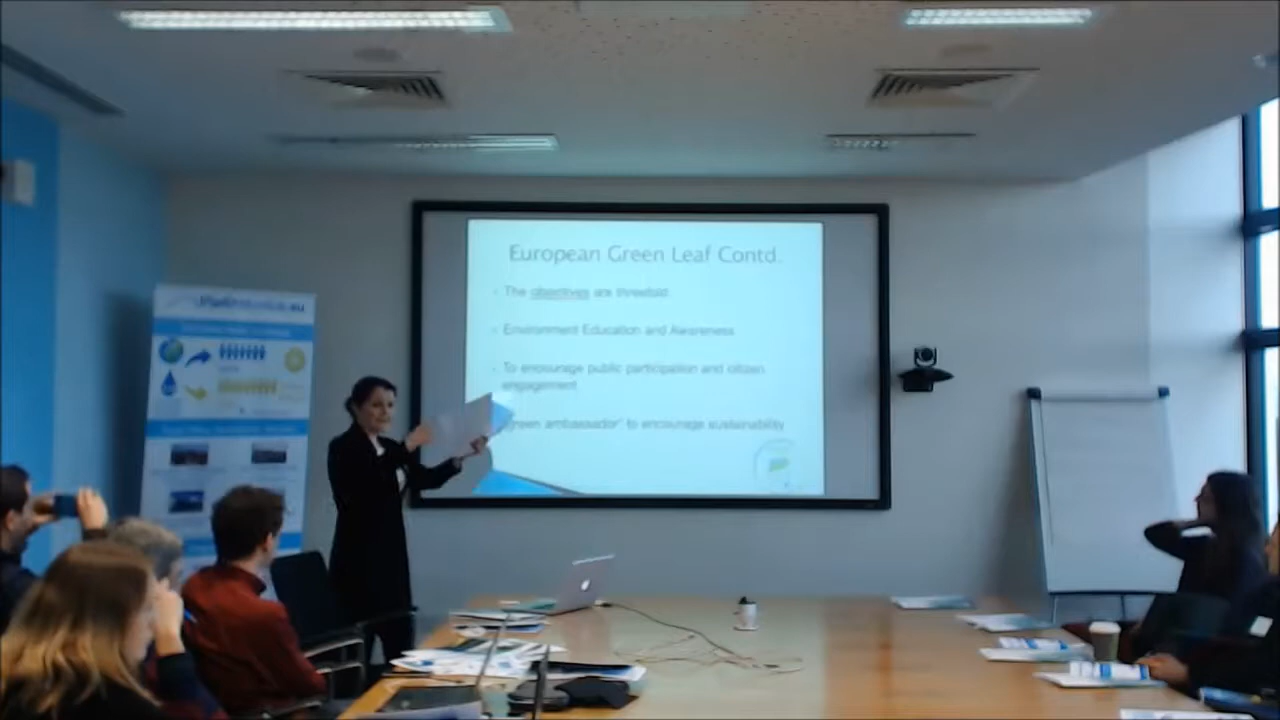 European Green Leaf Contd.
The objectives are threefold
Environment Education and Awareness
To encourage public participation and citizen
engagement
green ambassador' to encourage sustainability
.eu